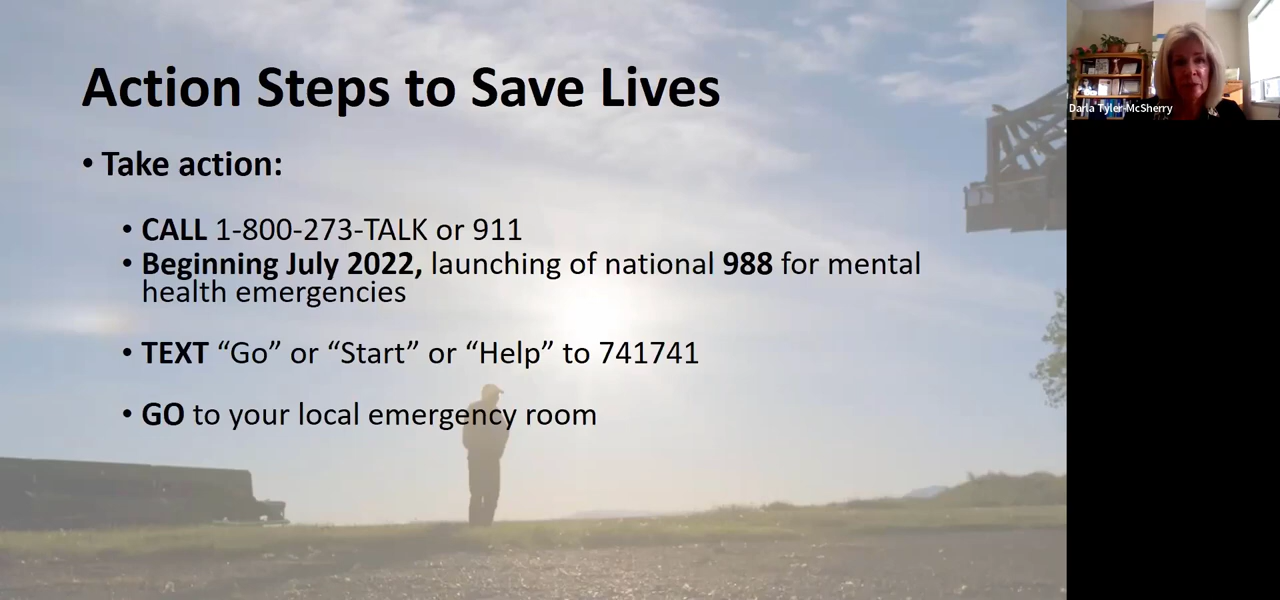 Action Steps to Save Lives
• Take action:
• CALL 1-800-273-TALK or 911
• Beginning July 2022, launching of national 988 for mental
health emergencies
• TEXT “Go” or “Start” or “Help” to 741741
• GO to your local emergency room
Darla Tyler-McSherry